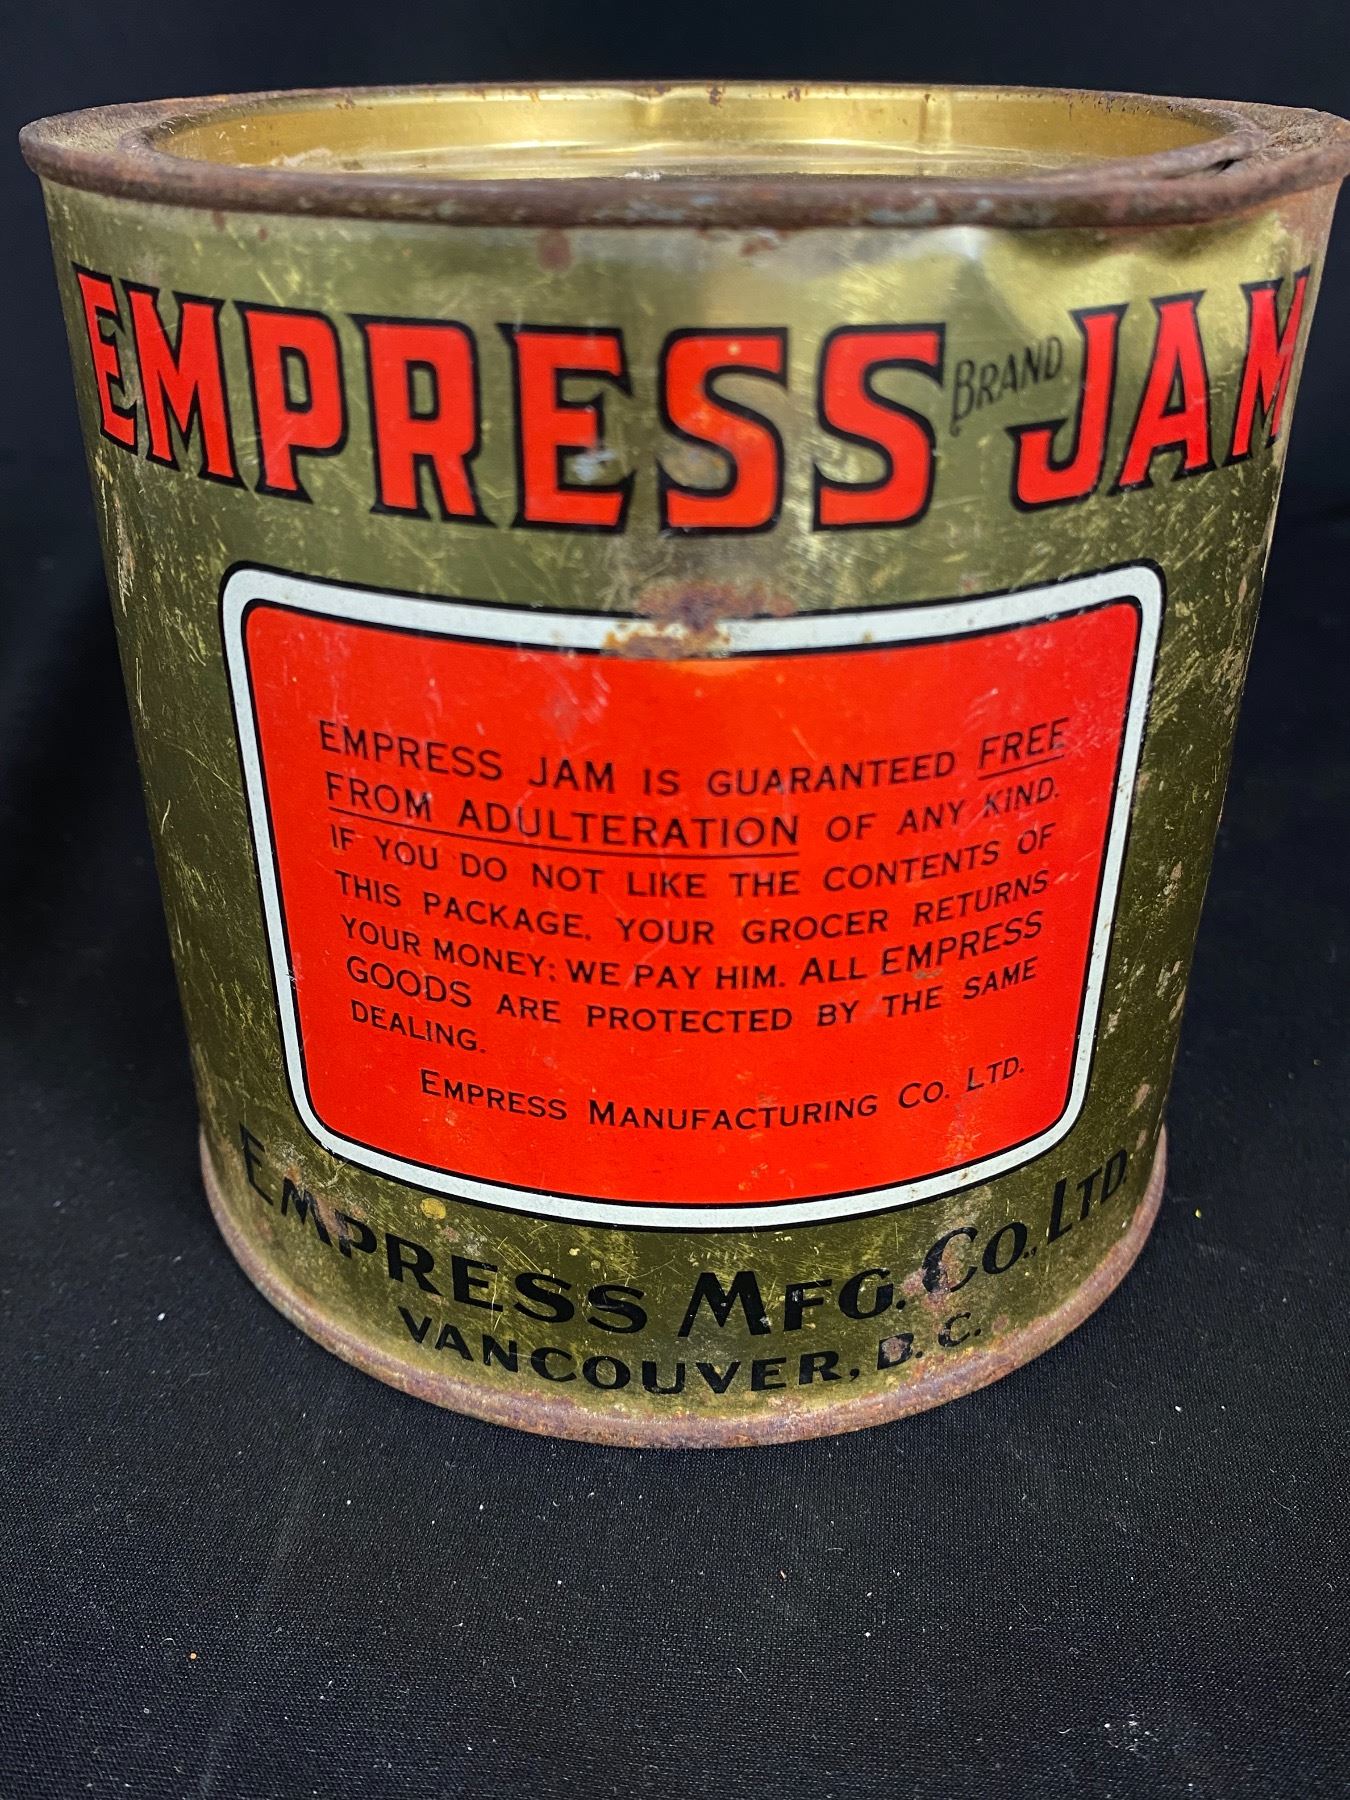 EMPRESS BRAND JAM
EMPRESS JAM IS GUARANTEED FREE
FROM ADULTERATION OF ANY KIND.
IF YOU DO NOT LIKE THE CONTENTS OF
THIS PACKAGE, YOUR GROCER RETURNS
YOUR MONEY; WE PAY HIM. ALL EMPRESS
GOODS ARE PROTECTED BY THE SAME
DEALING.
EMPRESS MANUFACTURING CO. LTD.
EMPRESS MFG. CO., LTD.
VANCOUVER, B. C.